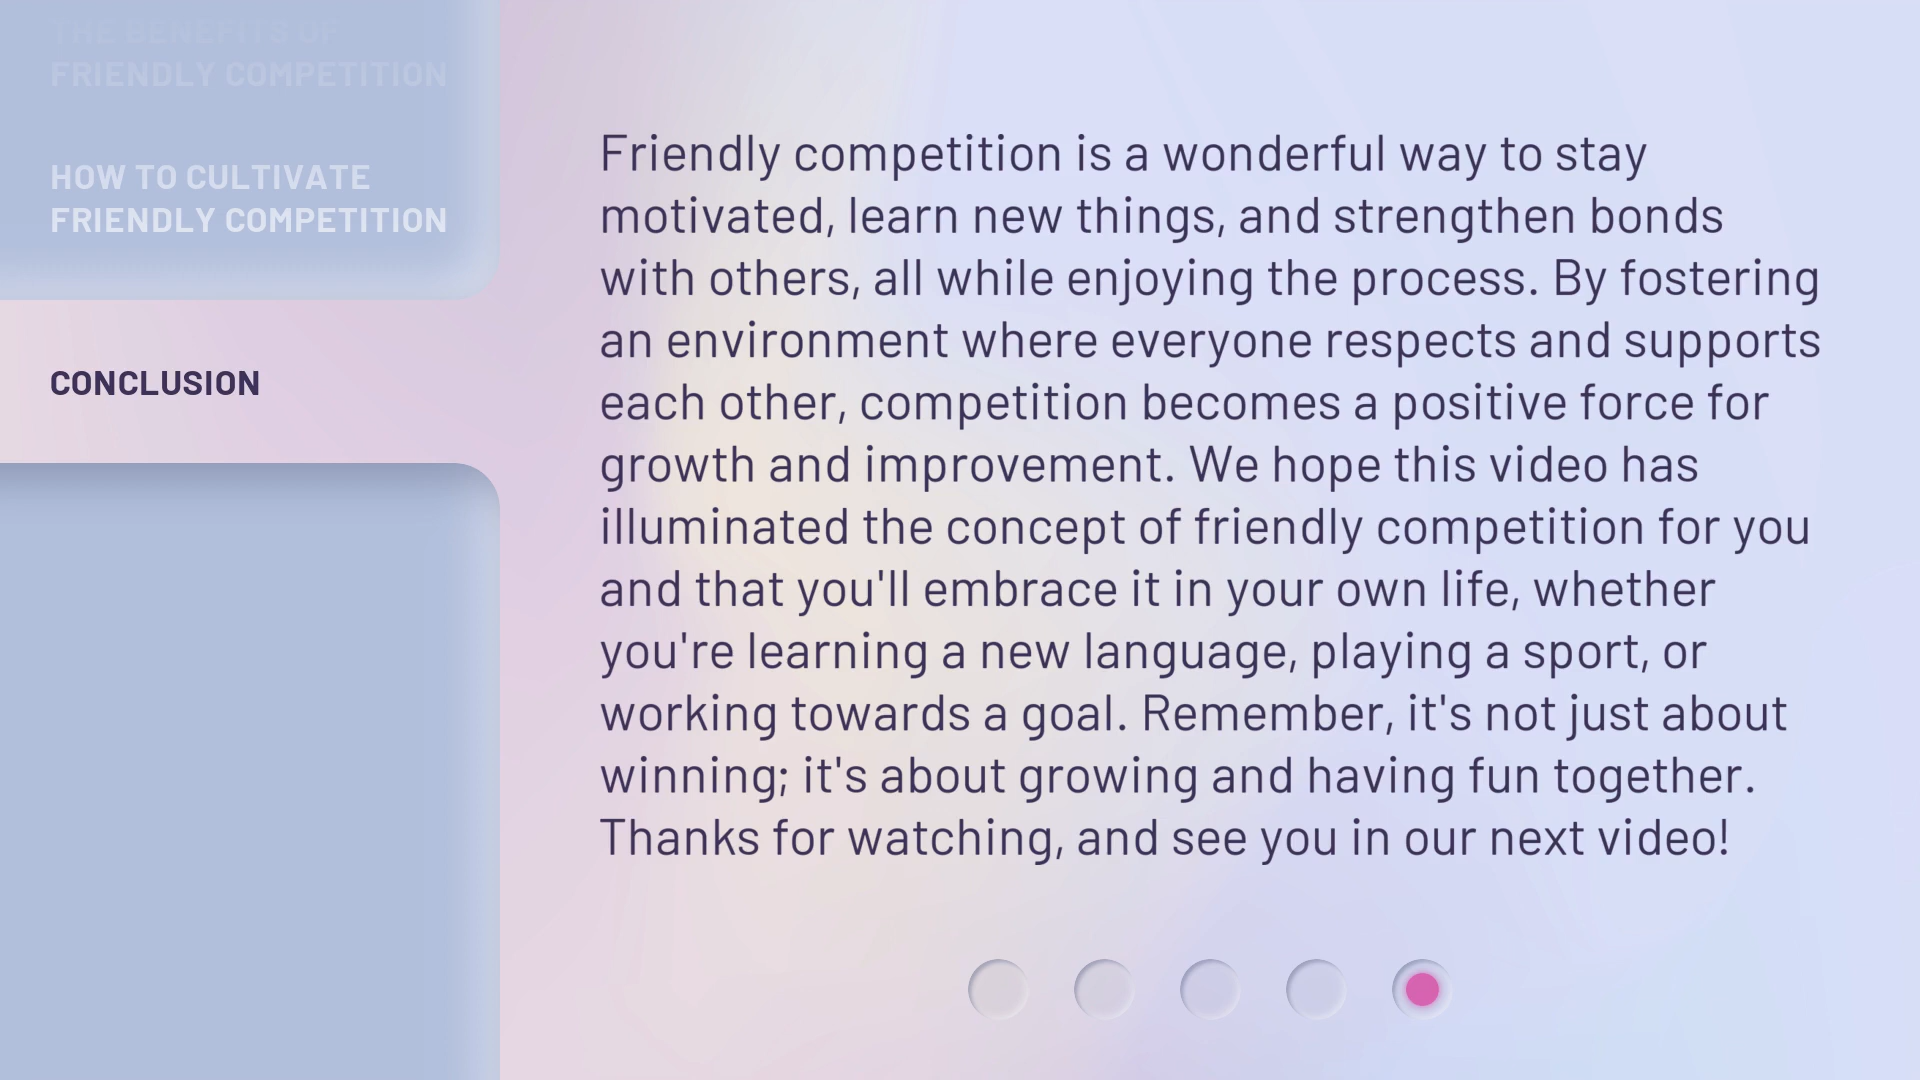 THE BENEFITS OF
FRIENDLY COMPETITION
HOW TO CULTIVATE
FRIENDLY COMPETITION
CONCLUSION
Friendly competition is a wonderful way to stay
motivated, learn new things, and strengthen bonds
with others, all while enjoying the process. By fostering
an environment where everyone respects and supports
each other, competition becomes a positive force for
growth and improvement. We hope this video has
illuminated the concept of friendly competition for you
and that you'll embrace it in your own life, whether
you're learning a new language, playing a sport, or
working towards a goal. Remember, it's not just about
winning; it's about growing and having fun together.
Thanks for watching, and see you in our next video!